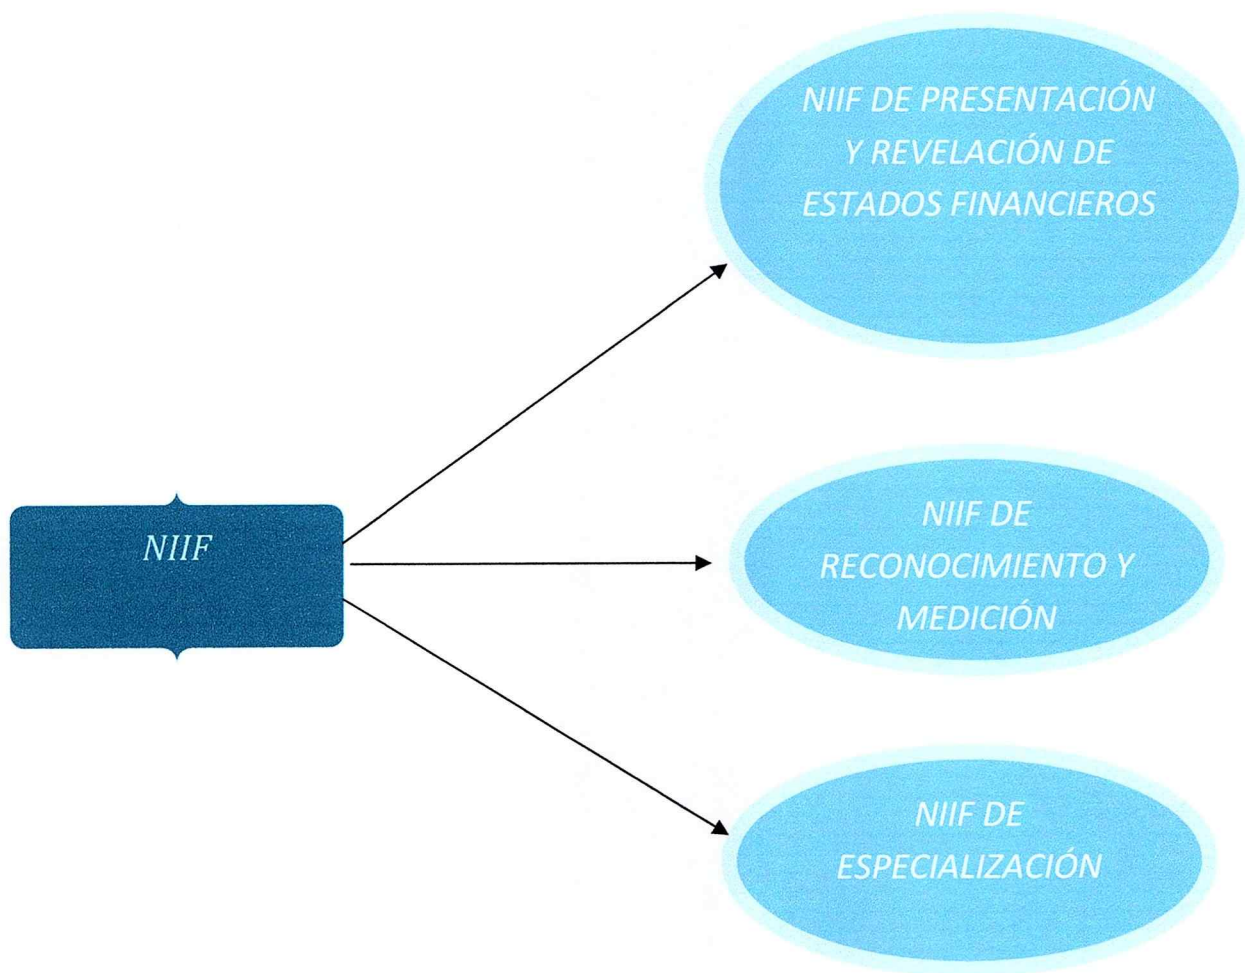 NIIF DE PRESENTACIÓN
Y REVELACIÓN DE
ESTADOS FINANCIEROS
NIIF
NIIF DE
RECONOCIMIENTO Y
MEDICIÓN
NIIF DE
ESPECIALIZACIÓN